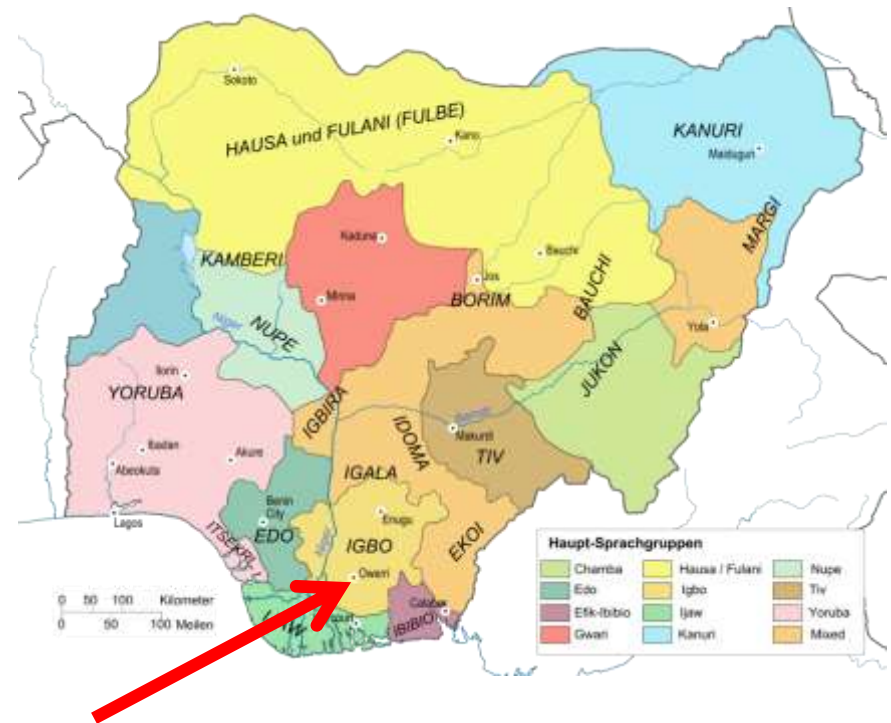 Sokoto
HAUSA und FULANI (FULBE)
Kano
KANURI
Maiduguri
MARGI
Kaduna
KAMBERI
Bauchi
BAUCHI
Jos
Minna
BORIM
Niger
NUPE
Yola
JUKON
Ilorin
YORUBA
IGBIRA
IDOMA
Benue
Makurdi
TIV
Ibadan
Akure
Abeokuta
IGALA
Lagos
Benin
City
EDO
ITSEKRI
Niger
Enugu
IGBO
EKOI
Owerri
Calabar
IBIBIO
0 50 100 Kilometer
0 50 100 Meilen
Haupt-Sprachgruppen
Chamba
Edo
Efik-Ibibio
Gwari
Hausa / Fulani
Igbo
Ijaw
Kanuri
Nupe
Tiv
Yoruba
Mixed